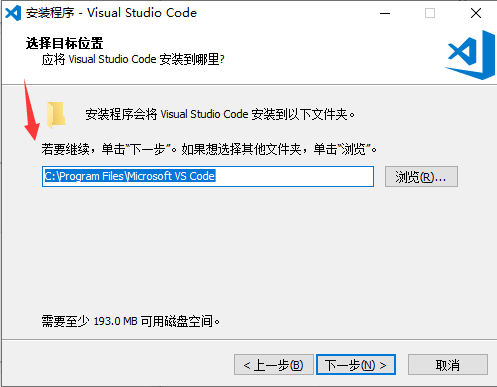 安装程序 - Visual Studio Code
选择目标位置
应将 Visual Studio Code 安装到哪里?
安装程序会将 Visual Studio Code 安装到以下文件夹。
若要继续，单击“下一步”。如果想选择其他文件夹，单击“浏览”。
C:\Program Files\Microsoft VS Code
浏览(R)...
需要至少 193.0 MB 可用磁盘空间。
< 上一步(B)
下一步(N) >
取消